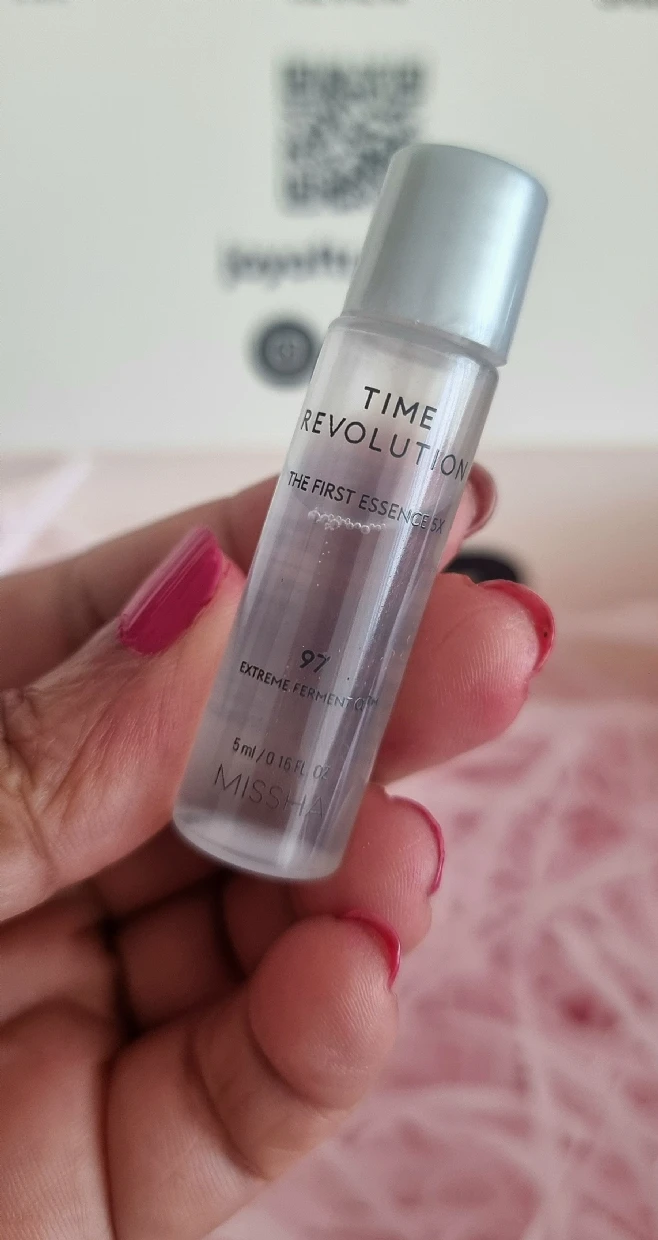 TIME
REVOLUTION
THE FIRST ESSENCE 5X
97
EXTREME FERMENT
5 ml / 0.16 FL. OZ
MISSHA